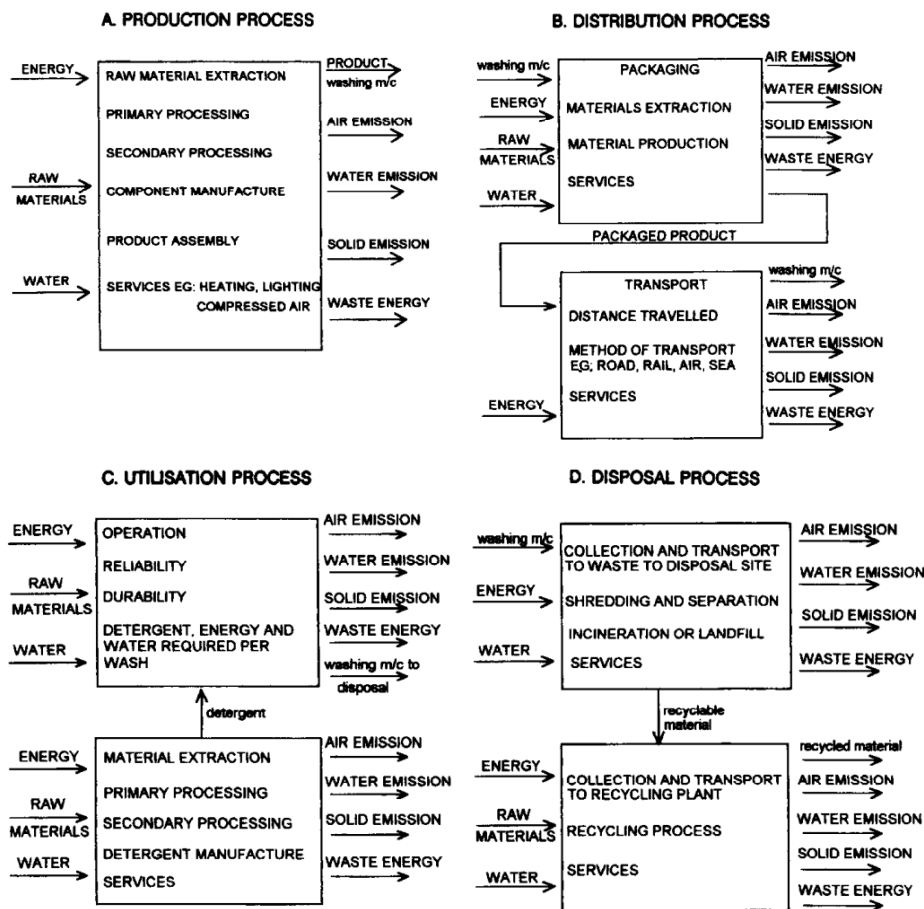 A. PRODUCTION PROCESS
ENERGY
RAW MATERIALS
WATER
RAW MATERIAL EXTRACTION
PRIMARY PROCESSING
SECONDARY PROCESSING
COMPONENT MANUFACTURE
PRODUCT ASSEMBLY
SERVICES EG: HEATING, LIGHTING
COMPRESSED AIR
PRODUCT
washing m/c
AIR EMISSION
WATER EMISSION
SOLID EMISSION
WASTE ENERGY
B. DISTRIBUTION PROCESS
washing m/c
ENERGY
RAW
MATERIALS
WATER
PACKAGING
MATERIALS EXTRACTION
MATERIAL PRODUCTION
SERVICES
AIR EMISSION
WATER EMISSION
SOLID EMISSION
WASTE ENERGY
PACKAGED PRODUCT
ENERGY
TRANSPORT
DISTANCE TRAVELLED
METHOD OF TRANSPORT
EG; ROAD, RAIL, AIR, SEA
SERVICES
washing m/c
AIR EMISSION
WATER EMISSION
SOLID EMISSION
WASTE ENERGY
C. UTILISATION PROCESS
ENERGY
RAW
MATERIALS
WATER
OPERATION
RELIABILITY
DURABILITY
DETERGENT, ENERGY AND
WATER REQUIRED PER
WASH
AIR EMISSION
WATER EMISSION
SOLID EMISSION
WASTE ENERGY
washing m/c to
disposal
detergent
ENERGY
RAW
MATERIALS
WATER
MATERIAL EXTRACTION
PRIMARY PROCESSING
SECONDARY PROCESSING
DETERGENT MANUFACTURE
SERVICES
AIR EMISSION
WATER EMISSION
SOLID EMISSION
WASTE ENERGY
D. DISPOSAL PROCESS
washing m/c
ENERGY
WATER
COLLECTION AND TRANSPORT
TO WASTE TO DISPOSAL SITE
SHREDDING AND SEPARATION
INCINERATION OR LANDFILL
SERVICES
AIR EMISSION
WATER EMISSION
SOLID EMISSION
WASTE ENERGY
recyclable
material
ENERGY
RAW
MATERIALS
WATER
COLLECTION AND TRANSPORT
TO RECYCLING PLANT
RECYCLING PROCESS
SERVICES
recycled material
AIR EMISSION
WATER EMISSION
SOLID EMISSION
WASTE ENERGY